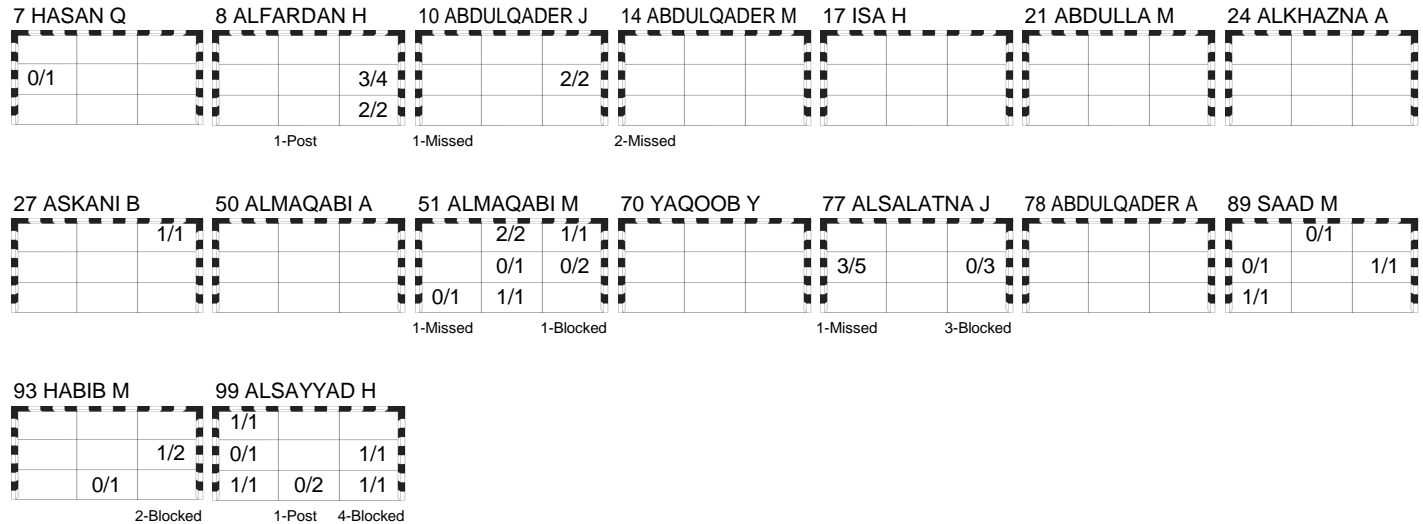 7 HASAN Q 8 ALFARDAN H 10 ABDULQADER J 14 ABDULQADER M 17 ISA H 21 ABDULLA M 24 ALKHAZNA A
0/1 3/4 2/2
2/2
1-Post 1-Missed 2-Missed
27 ASKANI B 50 ALMAQABI A 51 ALMAQABI M 70 YAQOOB Y 77 ALSALATNA J 78 ABDULQADER A 89 SAAD M
1/1 2/2 1/1 0/1
0/1 0/2 3/5 0/3 0/1 1/1
0/1 1/1 1/1
1-Missed 1-Blocked 1-Missed 3-Blocked
93 HABIB M 99 ALSAYYAD H
1/1
1/2 0/1 1/1
0/1 1/1 0/2 1/1
2-Blocked 1-Post 4-Blocked